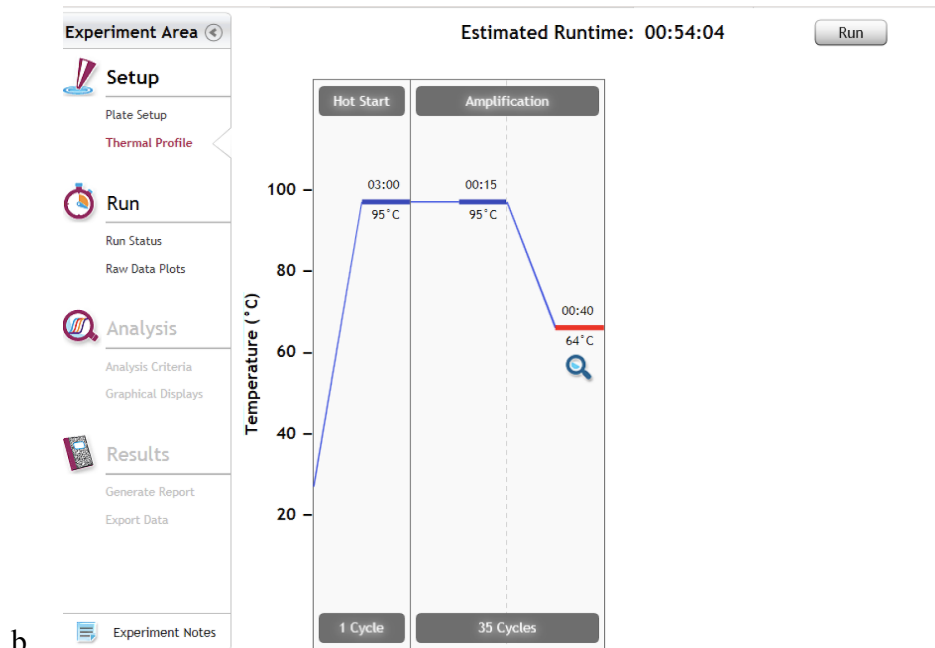 Experiment Area
Estimated Runtime: 00:54:04
Run
Setup
Plate Setup
Thermal Profile
Run
Run Status
Raw Data Plots
Analysis
Analysis Criteria
Graphical Displays
Results
Generate Report
Export Data
Experiment Notes
Hot Start
Amplification
Temperature (°C)
100
80
60
40
20
03:00
95°C
00:15
95°C
00:40
64°C
1 Cycle
35 Cycles
b